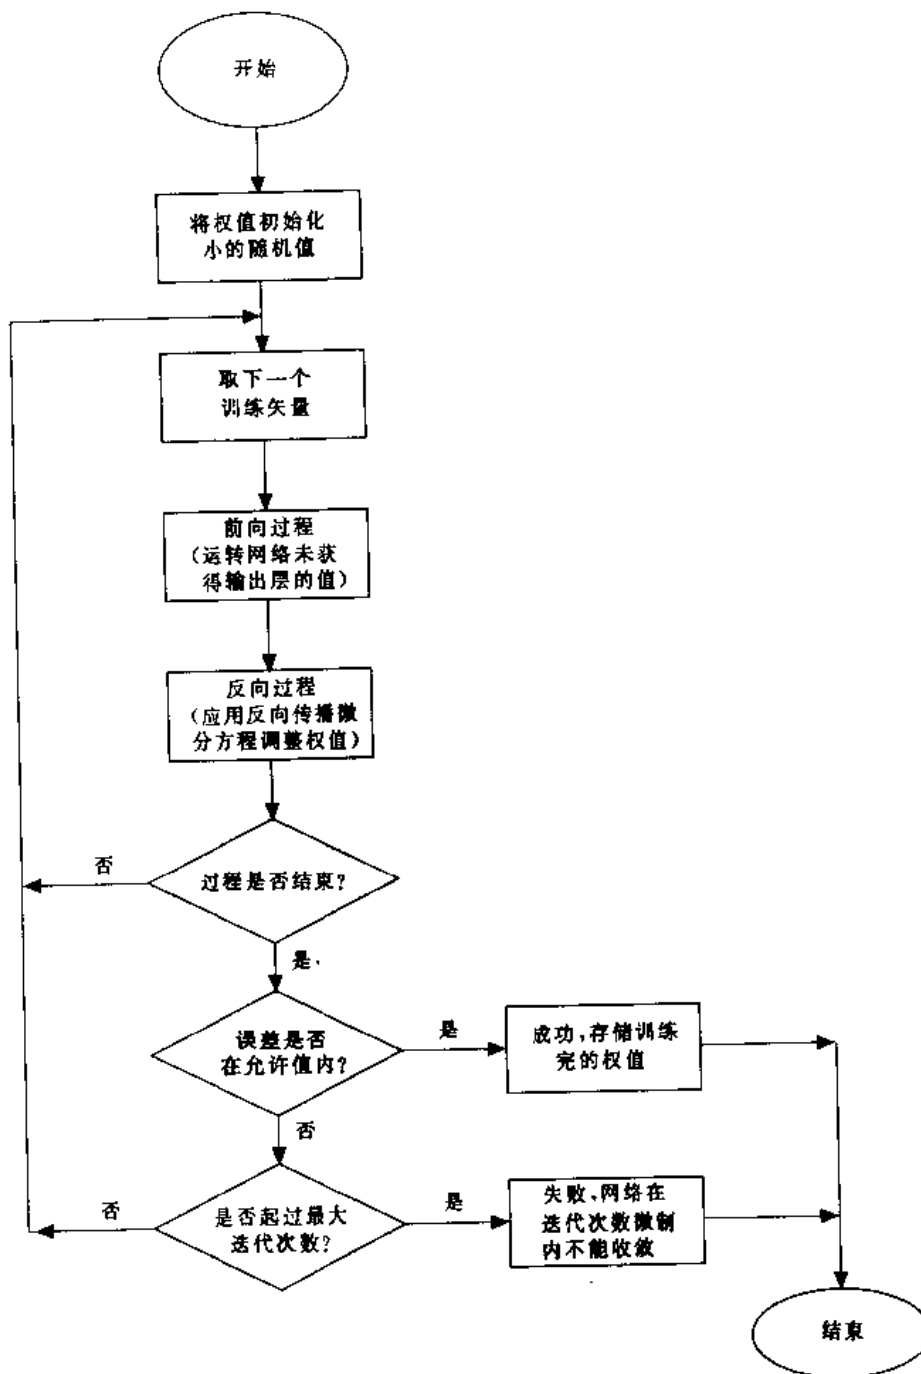 开始
将权值初始化
小的随机值
取下一个
训练矢量
前向过程
(运转网络未获
得输出层的值)
反向过程
(应用反向传播微
分方程调整权值)
否
过程是否结束?
是.
误差是否
在允许值内?
是
成功,存储训练
完的权值
否
否
是否起过最大
迭代次数?
是
失败、网络在
迭代次数微制
内不能收敛
结束